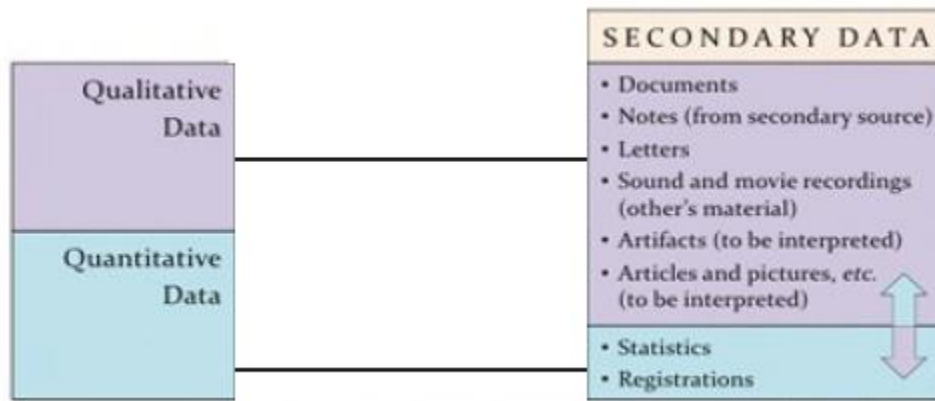 Qualitative
Data
Quantitative
Data
SECONDARY DATA
• Documents
• Notes (from secondary source)
• Letters
• Sound and movie recordings
(other's material)
• Artifacts (to be interpreted)
• Articles and pictures, etc.
(to be interpreted)
• Statistics
• Registrations